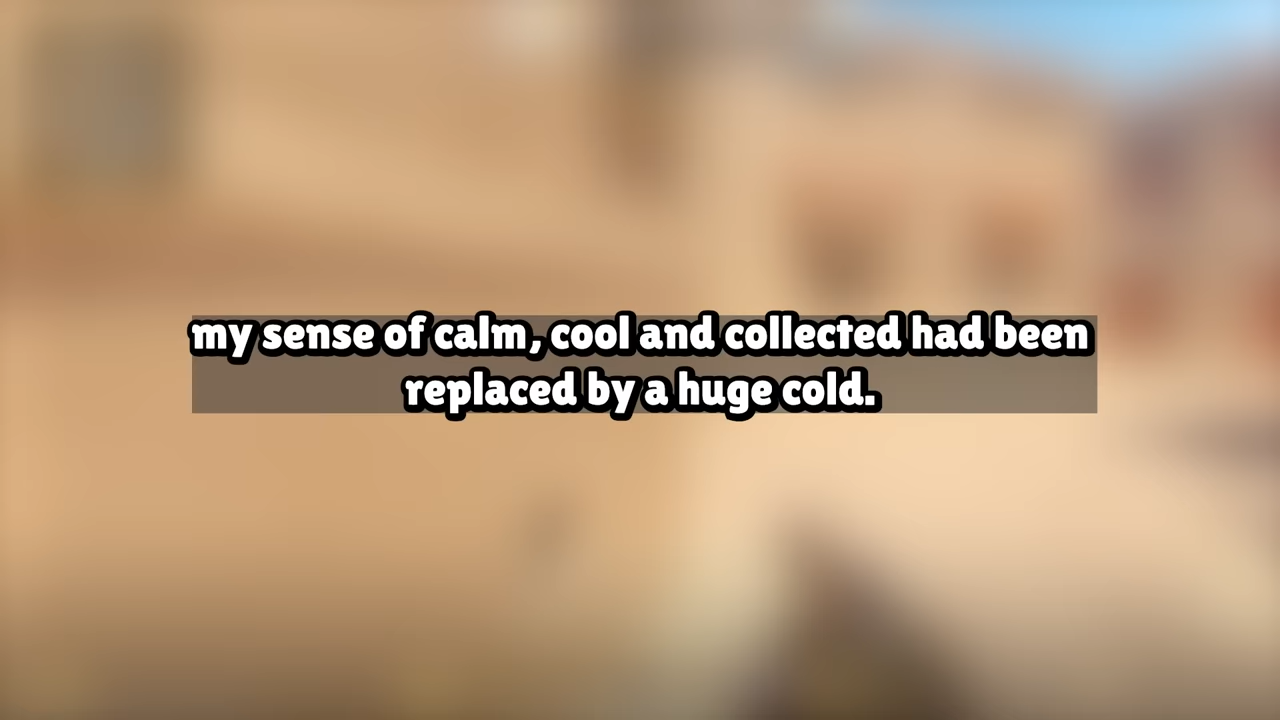 my sense of calm, cool and collected had been
replaced by a huge cold.